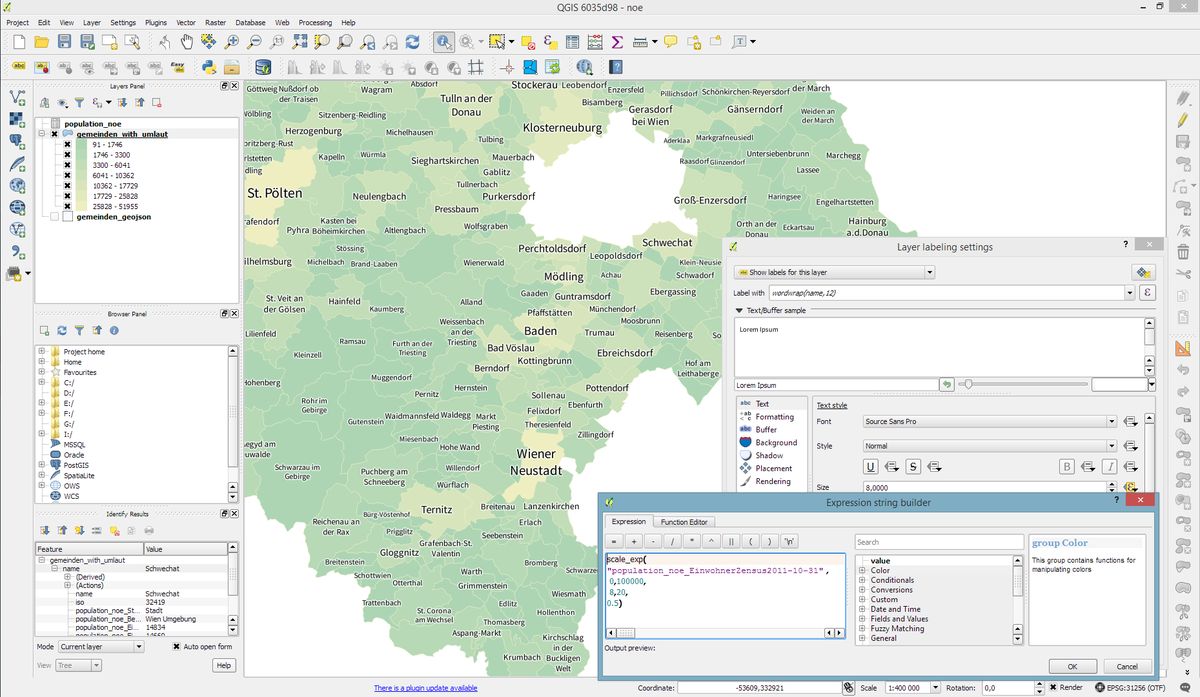 QGIS 6035d98 - noe
Project Edit View Layer Settings Plugins Vector Raster Database Web Processing Help
Layers Panel
population_noe
gemeinden_with_umlaut
91 - 1746
1746 - 3300
3300 - 6041
6041 - 10362
10362 - 17729
17729 - 25828
25828 - 51955
gemeinden_geojson
Browser Panel
Project home
Home
Favourites
C:/
D:/
E:/
F:/
G:/
I:/
MSSQL
Oracle
PostGIS
SpatiaLite
OWS
WCS
Identify Results
Feature Value
gemeinden_with_umlaut
name Schwechat
(Derived)
(Actions)
name Schwechat
iso 32419
population_noe_St... Stadt
population_noe_Be... Wien Umgebung
population_noe_Ei... 14834
Mode Current layer
Auto open form
View Tree
Help
Göttweig Nußdorf ob
der Traisen
Wagram
Absdorf
Stockerau
Leobendorf
Enzersfeld
Pillichsdorf
Schönkirchen-Reyersdorf
der March
Tulln an der
Donau
Bisamberg
Gerasdorf
bei Wien
Gänserndorf
Weiden an
der March
Sitzenberg-Reidling
Herzogenburg
Michelhausen
Klosterneuburg
Tulbing
Aderklaa
Markgrafneusiedl
Kapelln
Würmla
Sieghartskirchen
Mauerbach
Raasdorf
Glinzendorf
Untersiebenbrunn
Marchegg
Gablitz
Lassee
St. Pölten
Neulengbach
Tullnerbach
Purkersdorf
Pressbaum
Groß-Enzersdorf
Haringsee
Engelhartstetten
Pyhra
Kasten bei
Böheimkirchen
Altlengbach
Wolfsgraben
Orth an der
Donau
Eckartsau
Hainburg
a.d.Donau
Stössing
Perchtoldsdorf
Schwechat
Michelbach
Brand-Laaben
Wienerwald
Leopoldsdorf
Mödling
Achau
Schwadorf
St. Veit an
der Gölsen
Hainfeld
Kaumberg
Alland
Gaaden
Guntramsdorf
Ebergassing
Pfaffstätten
Münchendorf
Moosbrunn
Lilienfeld
Ramsau
Weissenbach
an der
Triesting
Baden
Trumau
Reisenberg
Kleinzell
Furth an der
Triesting
Bad Vöslau
Kottingbrunn
Ebreichsdorf
Berndorf
Hof am
Leithaberge
Hohenberg
Muggendorf
Hernstein
Pottendorf
Pernitz
Sollenau
Ebenfurth
Rohr im
Gebirge
Waidmannsfeld
Waldegg
Markt
Piesting
Felixdorf
Theresienfeld
Gutenstein
Zillingdorf
Miesenbach
Hohe Wand
Wiener
Neustadt
Schwarzau im
Gebirge
Puchberg am
Schneeberg
Willendorf
Würflach
Ternitz
Breitenau
Lanzenkirchen
Bürg-Vöstenhof
Reichenau an
der Rax
Prigglitz
Erlach
Seebenstein
Grafenbach-St.
Valentin
Gloggnitz
Bromberg
Breitenstein
Warth
Schottwien
Otterthal
Grimmenstein
Wiesmath
Trattenbach
Edlitz
Hollenthon
St. Corona
am Wechsel
Thomasberg
Aspang-Markt
Kirchschlag
in der
Buckligen
Welt
Krumbach
Layer labeling settings
Show labels for this layer
Label with wordwrap(name,12)
Text/Buffer sample
Lorem Ipsum
Lorem Ipsum
Text
Formatting
Buffer
Background
Shadow
Placement
Rendering
Text style
Font Source Sans Pro
Style Normal
U S B I
Size 8,0000
Expression string builder
Expression Function Editor
= + - / * ^ || ( ) '\n'
Search
scale_exp(
"population_noe_EinwohnerZensus2011-10-31",
0,100000,
8,20,
0.5)
value
Color
Conditionals
Conversions
Custom
Date and Time
Fields and Values
Fuzzy Matching
General
group Color
This group contains functions for
manipulating colors
Output preview:
OK Cancel
There is a plugin update available
Coordinate: -53609,332921 Scale 1:400 000 Rotation: 0,0 Render EPSG:31256 (OTF)